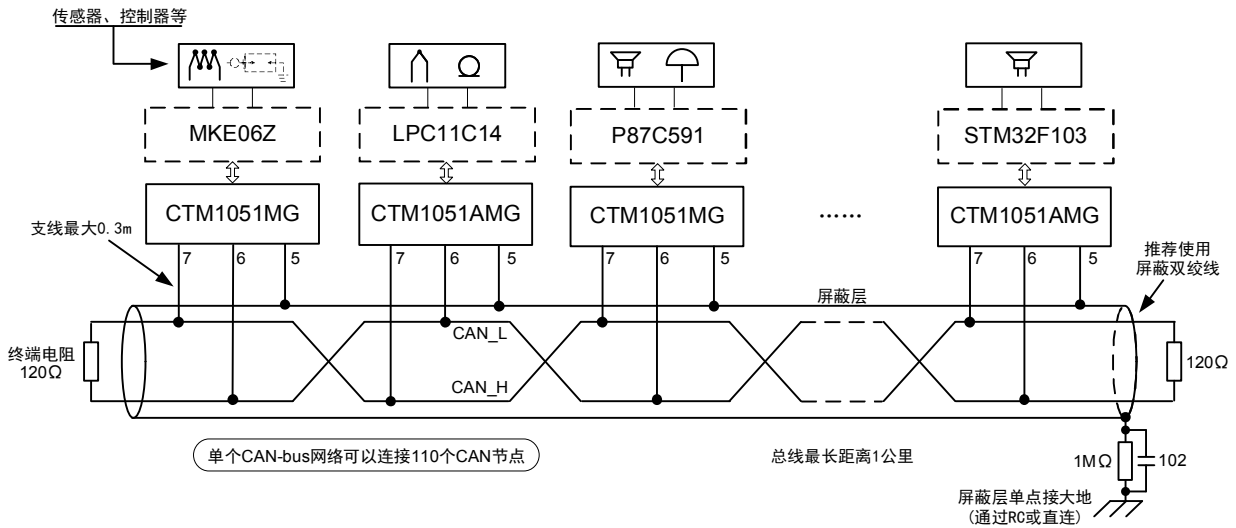 传感器、控制器等
MKE06Z
LPC11C14
P87C591
STM32F103
CTM1051MG
CTM1051AMG
CTM1051MG
……
CTM1051AMG
支线最大0.3m
7 6 5
7 6 5
7 6 5
7 6 5
推荐使用
屏蔽双绞线
屏蔽层
CAN_L
CAN_H
终端电阻
120Ω
120Ω
单个CAN-bus网络可以连接110个CAN节点
总线最长距离1公里
1MΩ
102
屏蔽层单点接大地
(通过RC或直连)